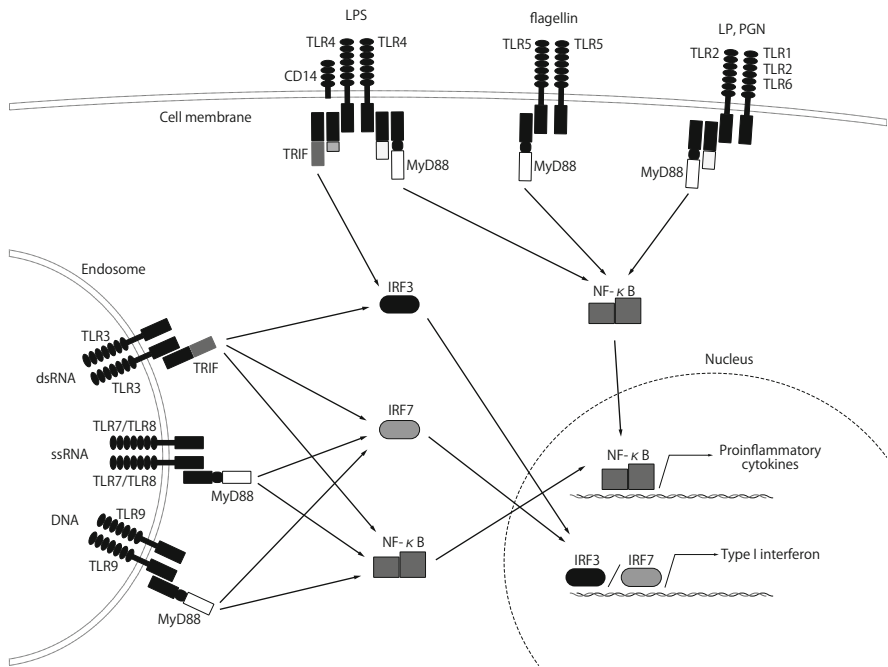 LPS
TLR4
TLR4
CD14
TRIF
MyD88
flagellin
TLR5
TLR5
MyD88
LP, PGN
TLR2
TLR1
TLR2
TLR6
MyD88
Cell membrane
Endosome
TLR3
dsRNA
TLR3
TRIF
TLR7/TLR8
ssRNA
TLR7/TLR8
MyD88
DNA
TLR9
TLR9
MyD88
IRF3
IRF7
NF-κB
NF-κB
Nucleus
NF-κB
Proinflammatory
cytokines
IRF3
IRF7
Type I interferon